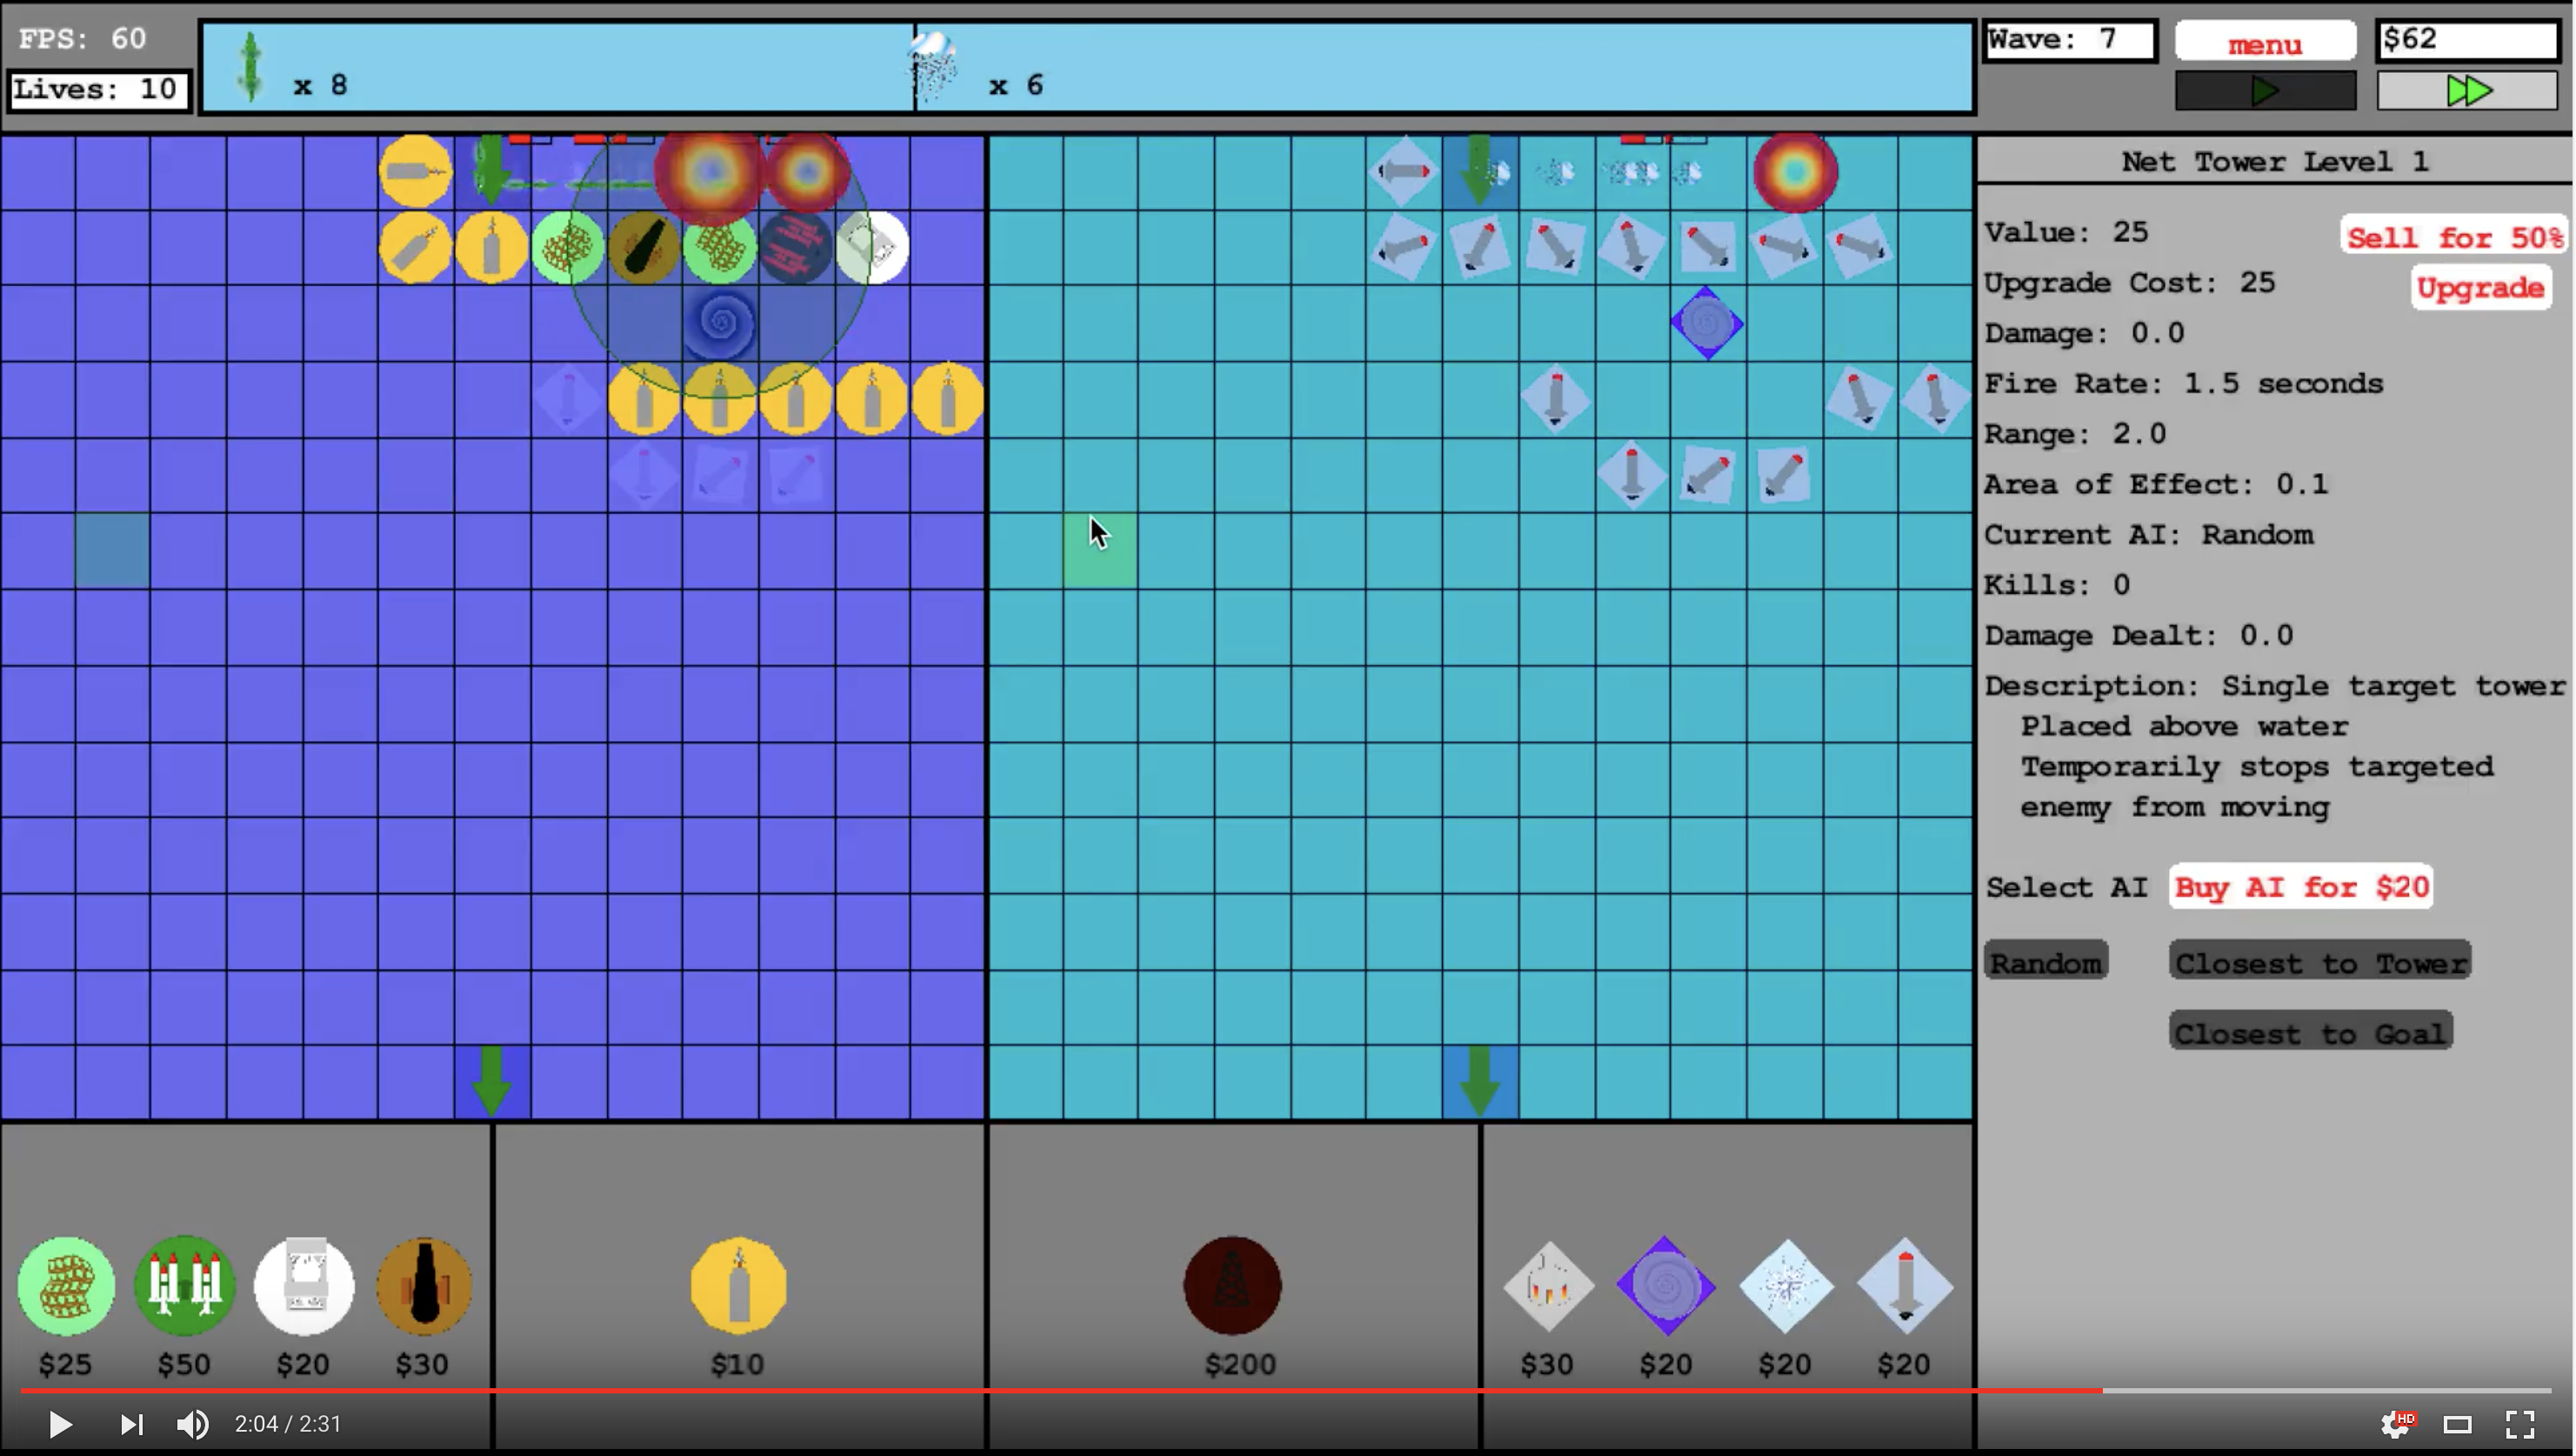 FPS: 60
Lives: 10
x 8
x 6
Wave: 7
menu
$62
Net Tower Level 1
Value: 25
Sell for 50%
Upgrade Cost: 25
Upgrade
Damage: 0.0
Fire Rate: 1.5 seconds
Range: 2.0
Area of Effect: 0.1
Current AI: Random
Kills: 0
Damage Dealt: 0.0
Description: Single target tower
Placed above water
Temporarily stops targeted
enemy from moving
Select AI
Buy AI for $20
Random
Closest to Tower
Closest to Goal
$25
$50
$20
$30
$10
$200
$30
$20
$20
$20
2:04 / 2:31
HD